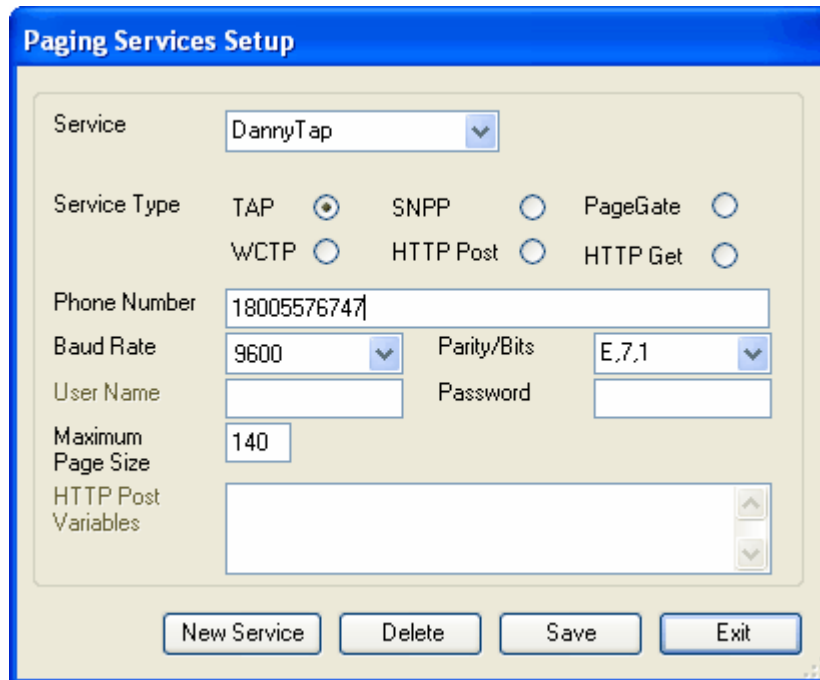 Paging Services Setup
Service DannyTap
Service Type TAP SNPP PageGate
WCTP HTTP Post HTTP Get
Phone Number 18005576747
Baud Rate 9600 Parity/Bits E,7,1
User Name Password
Maximum
Page Size 140
HTTP Post
Variables
New Service Delete Save Exit